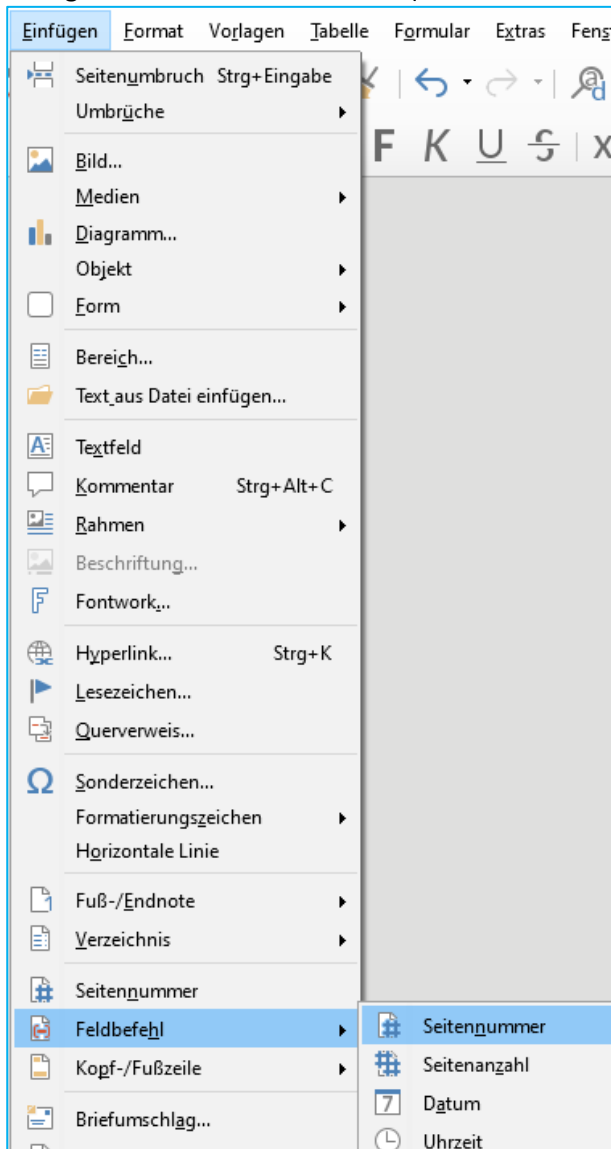 Einfügen Format Vorlagen Tabelle Formular Extras Fens
Seitenumbruch Strg+Eingabe
Umbrüche
F K U S X
Bild...
Medien
Diagramm...
Objekt
Form
Bereich...
Text aus Datei einfügen...
Textfeld
Kommentar Strg+Alt+C
Rahmen
Beschriftung...
Fontwork...
Hyperlink... Strg+K
Lesezeichen...
Querverweis...
Sonderzeichen...
Formatierungszeichen
Horizontale Linie
Fuß-/Endnote
Verzeichnis
Seitennummer
Feldbefehl Seitennummer
Kopf-/Fußzeile Seitenanzahl
7 Datum
Briefumschlag...
Uhrzeit